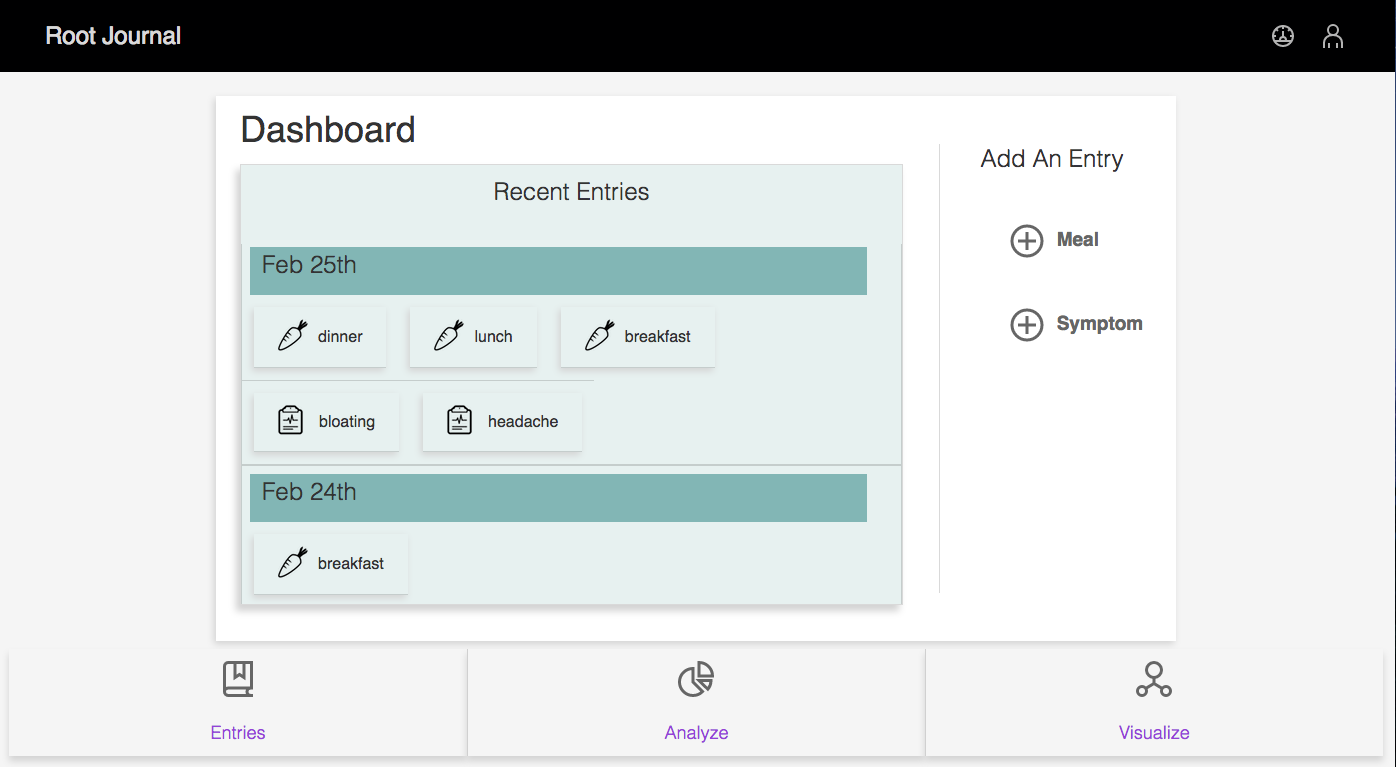 Root Journal
Dashboard
Recent Entries
Feb 25th
dinner lunch breakfast
bloating headache
Feb 24th
breakfast
Add An Entry
Meal
Symptom
Entries Analyze Visualize